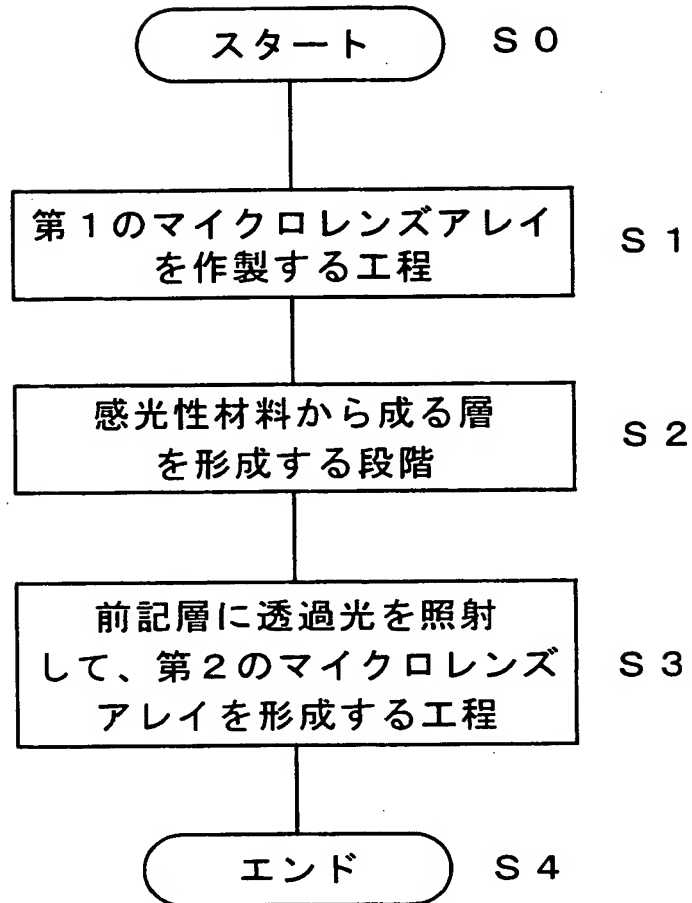 スタート S0
第1のマイクロレンズアレイ
を作製する工程 S1
感光性材料から成る層
を形成する段階 S2
前記層に透過光を照射
して、第2のマイクロレンズ S3
アレイを形成する工程
エンド S4